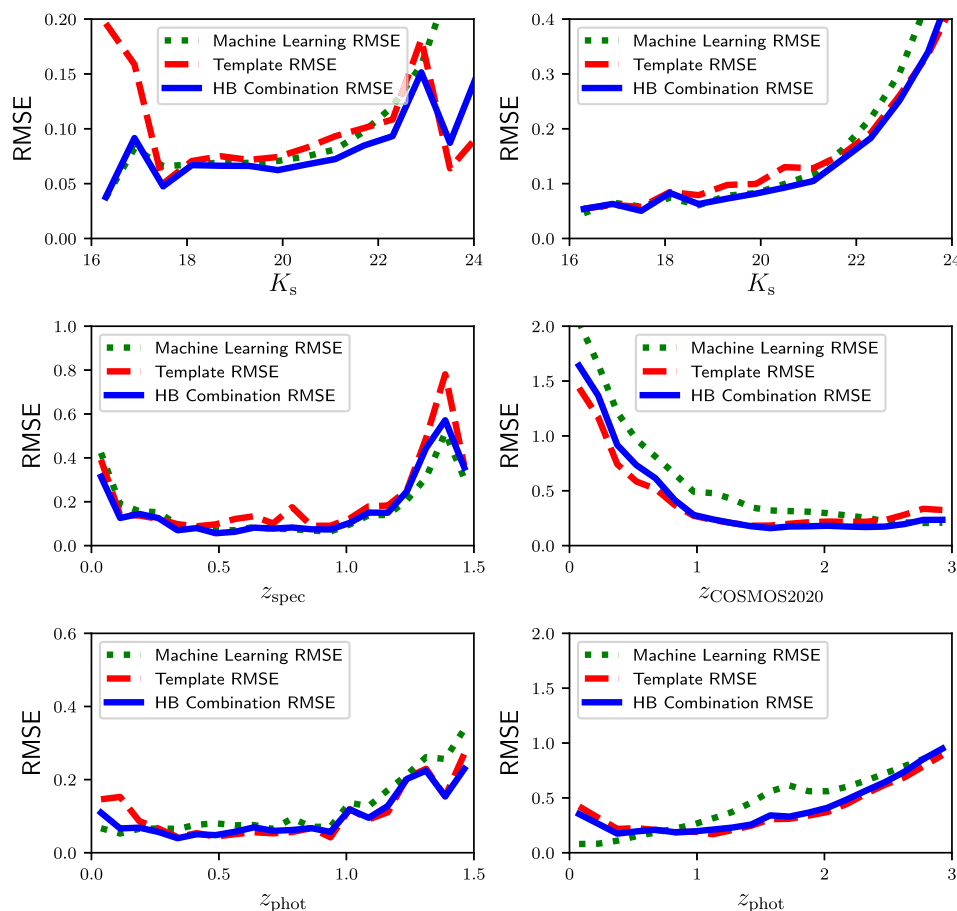 0.20
0.15
0.10
0.05
0.00
RMSE
Machine Learning RMSE
Template RMSE
HB Combination RMSE
16 18 20 22 24
K_s
0.4
0.3
0.2
0.1
0.0
RMSE
Machine Learning RMSE
Template RMSE
HB Combination RMSE
16 18 20 22 24
K_s
1.0
0.8
0.6
0.4
0.2
0.0
RMSE
Machine Learning RMSE
Template RMSE
HB Combination RMSE
0.0 0.5 1.0 1.5
z_spec
2.0
1.5
1.0
0.5
0.0
RMSE
Machine Learning RMSE
Template RMSE
HB Combination RMSE
0 1 2 3
z_COSMOS2020
0.6
0.4
0.2
0.0
RMSE
Machine Learning RMSE
Template RMSE
HB Combination RMSE
0.0 0.5 1.0 1.5
z_phot
2.0
1.5
1.0
0.5
0.0
RMSE
Machine Learning RMSE
Template RMSE
HB Combination RMSE
0 1 2 3
z_phot